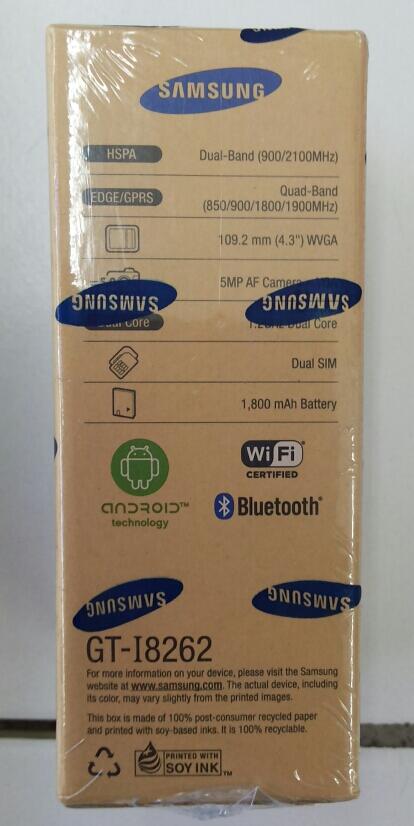 SAMSUNG
HSPA Dual-Band (900/2100MHz)
EDGE/GPRS Quad-Band
(850/900/1800/1900MHz)
109.2 mm (4.3") WVGA
5MP AF Camera
SAMSUNG SAMSUNG
Dual Core 1.2GHz Dual Core
Dual SIM
1,800 mAh Battery
Wi Fi
CERTIFIED
ANDROID™
technology
Bluetooth®
SAMSUNG SAMSUNG
GT-I8262
For more information on your device, please visit the Samsung
website at www.samsung.com. The actual device, including
its color, may vary slightly from the printed images.
This box is made of 100% post-consumer recycled paper
and printed with soy-based inks. It is 100% recyclable.
PRINTED WITH
SOY INK™